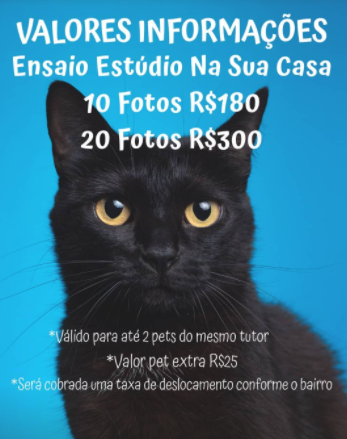 VALORES INFORMAÇÕES
Ensaio Estúdio Na Sua Casa
10 Fotos R$180
20 Fotos R$300
*Válido para até 2 pets do mesmo tutor
*Valor pet extra R$25
*Será cobrada uma taxa de deslocamento conforme o bairro